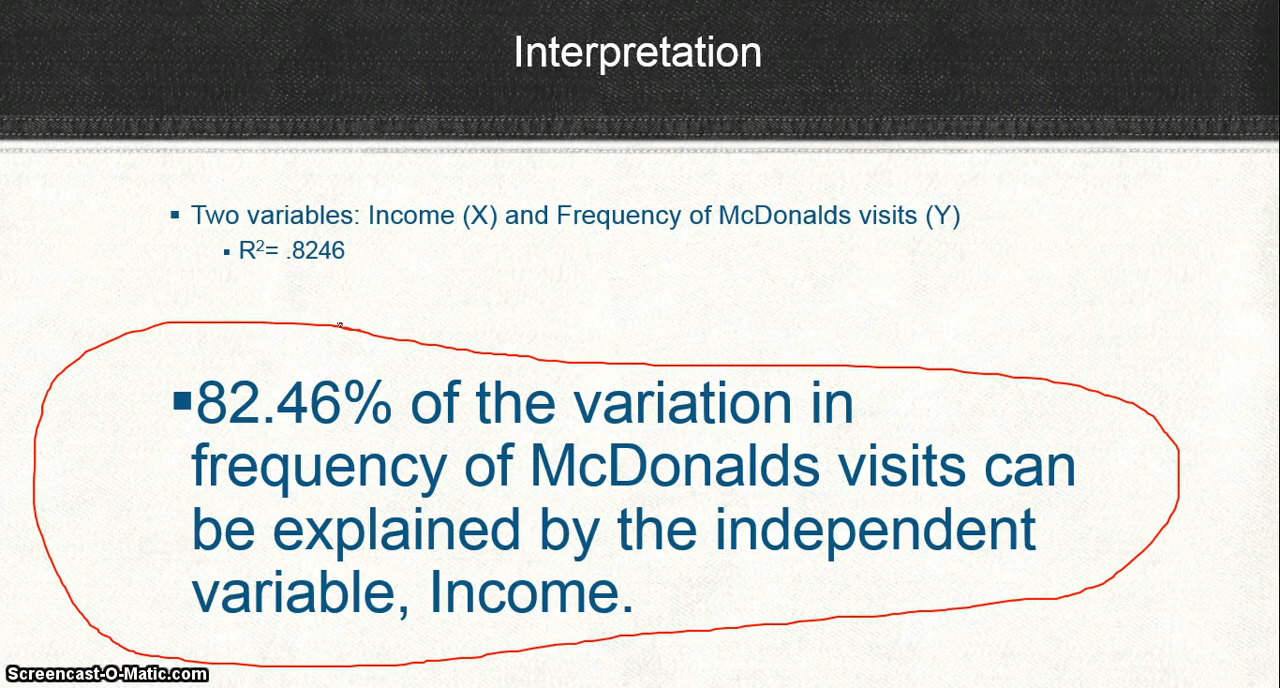 Interpretation
▪ Two variables: Income (X) and Frequency of McDonalds visits (Y)
▪ R²= .8246
▪82.46% of the variation in
frequency of McDonalds visits can
be explained by the independent
variable, Income.
Screencast-O-Matic.com